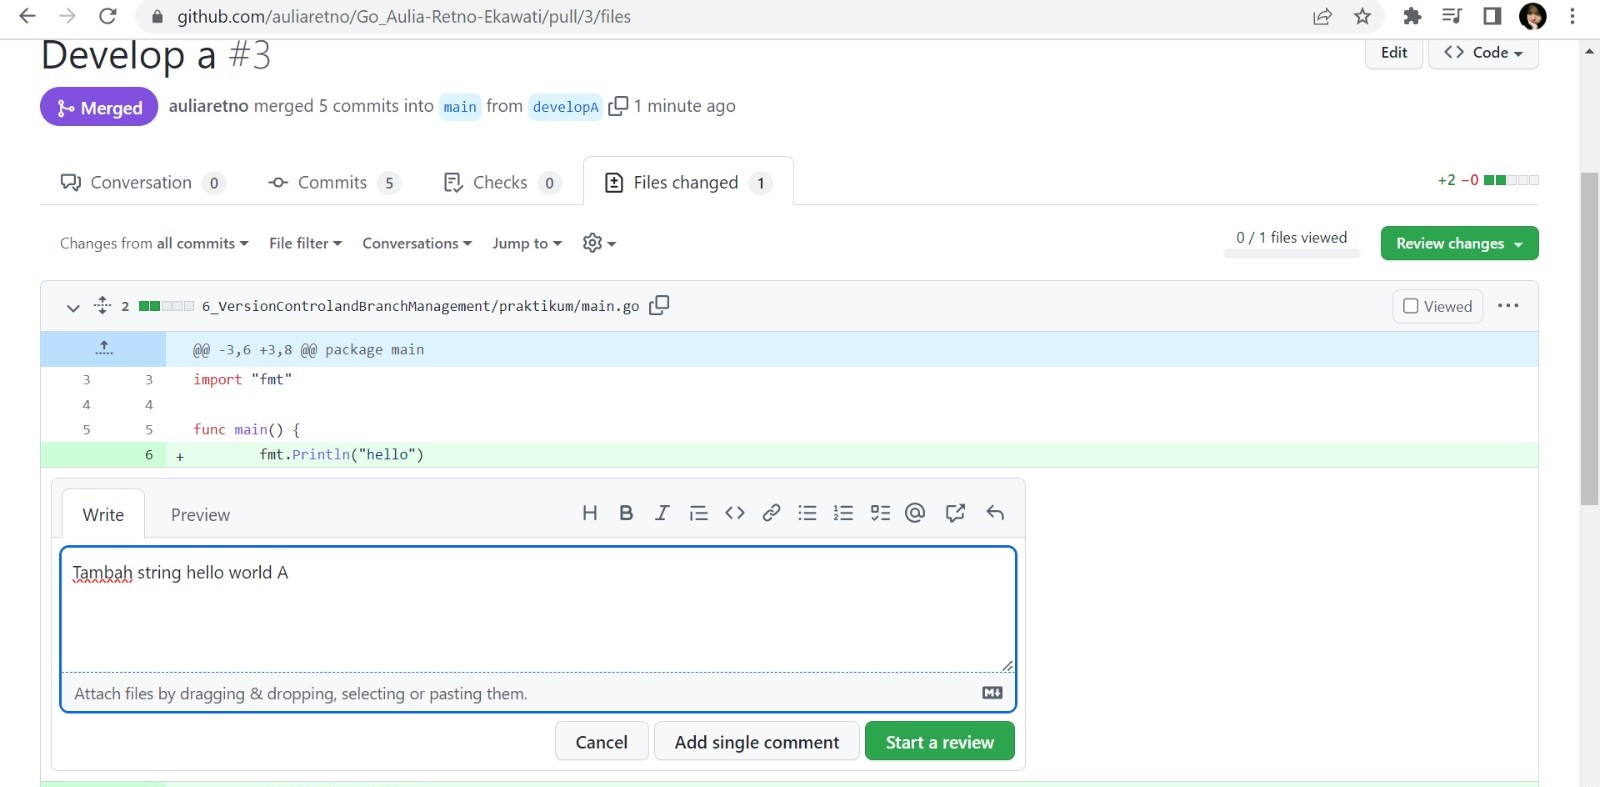 github.com/auliaretno/Go_Aulia-Retno-Ekawati/pull/3/files
Develop a #3
Edit
Code
Merged
auliaretno merged 5 commits into main from developA 1 minute ago
Conversation 0
Commits 5
Checks 0
Files changed 1
+2 −0
Changes from all commits
File filter
Conversations
Jump to
0 / 1 files viewed
Review changes
2
6_VersionControlandBranchManagement/praktikum/main.go
Viewed
@@ -3,6 +3,8 @@ package main
3 3 import "fmt"
4 4
5 5 func main() {
6 + fmt.Println("hello")
Write
Preview
H B I
Tambah string hello world A
Attach files by dragging & dropping, selecting or pasting them.
Cancel
Add single comment
Start a review